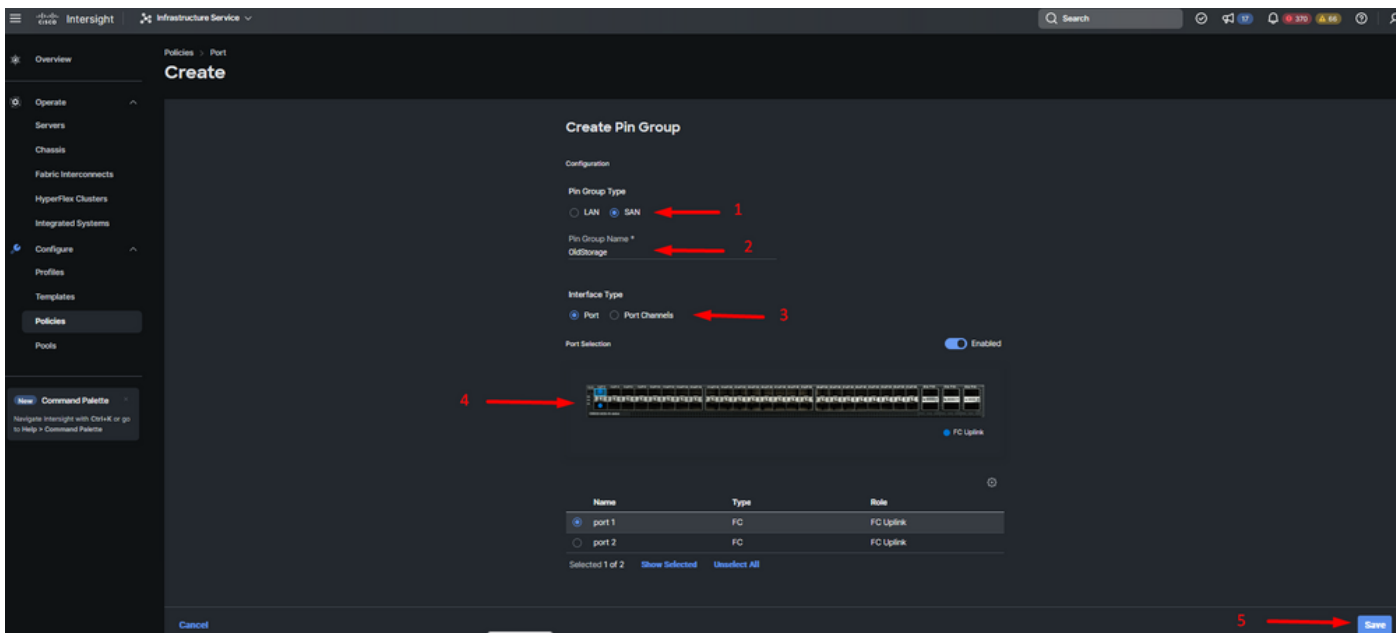 cisco Intersight
Infrastructure Service
Search
17
370
66
Overview
Operate
Servers
Chassis
Fabric Interconnects
HyperFlex Clusters
Integrated Systems
Configure
Profiles
Templates
Policies
Pools
New Command Palette
Navigate Intersight with Ctrl+K or go
to Help > Command Palette
Policies > Port
Create
Create Pin Group
Configuration
Pin Group Type
LAN SAN
1
Pin Group Name *
OldStorage
2
Interface Type
Port Port Channels
3
Port Selection
Enabled
4
FC Uplink
Name Type Role
port 1 FC FC Uplink
port 2 FC FC Uplink
Selected 1 of 2 Show Selected Unselect All
Cancel
5
Save